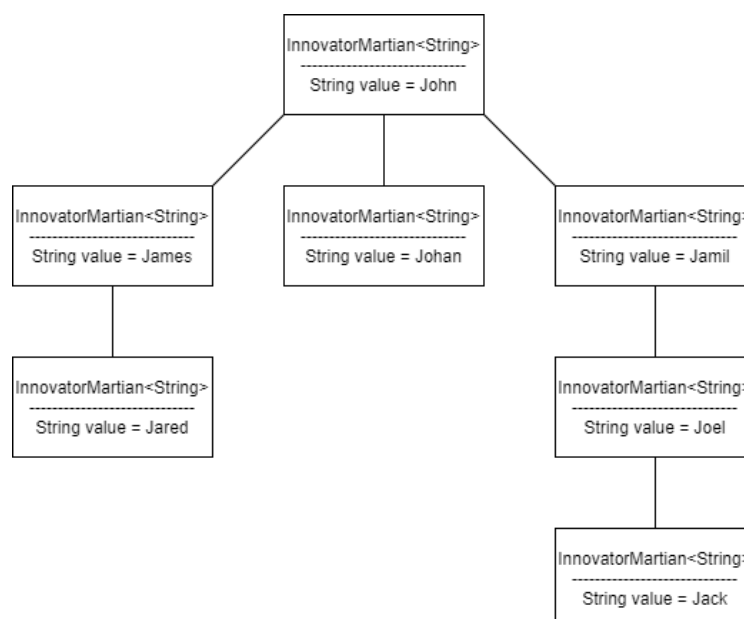 InnovatorMartian<String>
------------------------------
String value = John
InnovatorMartian<String>
------------------------------
String value = James
InnovatorMartian<String>
------------------------------
String value = Johan
InnovatorMartian<String>
------------------------------
String value = Jamil
InnovatorMartian<String>
------------------------------
String value = Jared
InnovatorMartian<String>
------------------------------
String value = Joel
InnovatorMartian<String>
------------------------------
String value = Jack